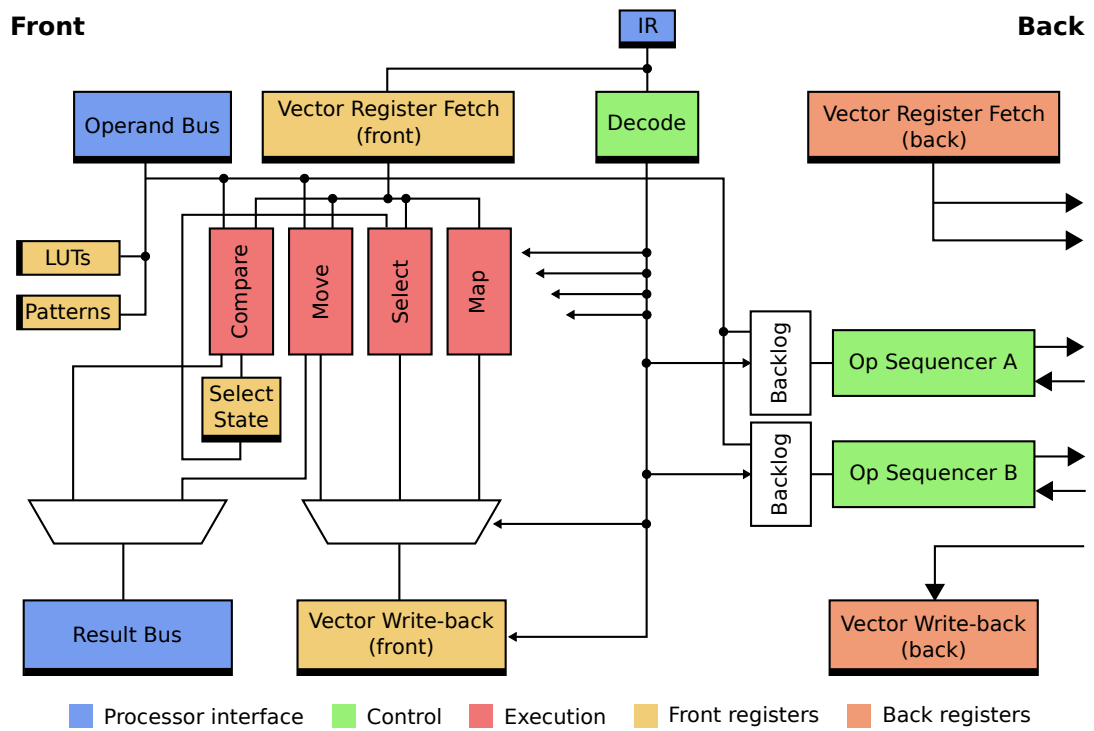 Front
IR
Back
Operand Bus
Vector Register Fetch
(front)
Decode
Vector Register Fetch
(back)
LUTs
Patterns
Compare
Move
Select
Map
Select
State
Backlog
Op Sequencer A
Backlog
Op Sequencer B
Result Bus
Vector Write-back
(front)
Vector Write-back
(back)
Processor interface
Control
Execution
Front registers
Back registers